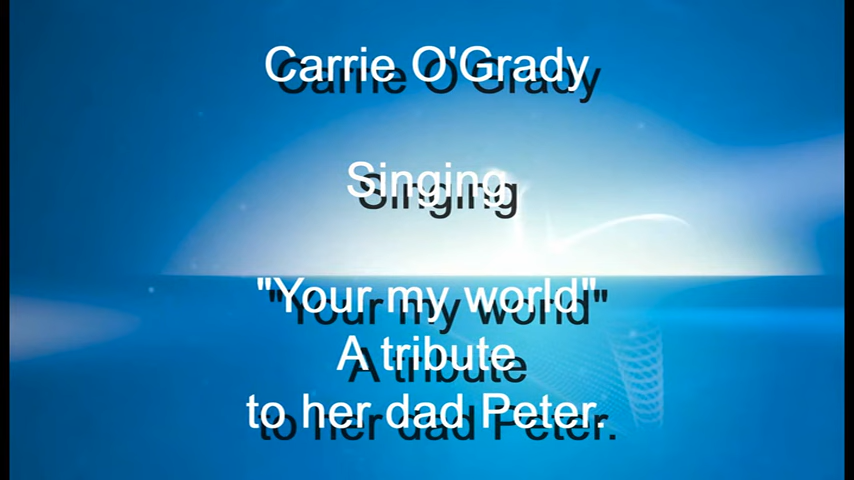 Carrie O'Grady
Singing
"Your my world"
A tribute
to her dad Peter.